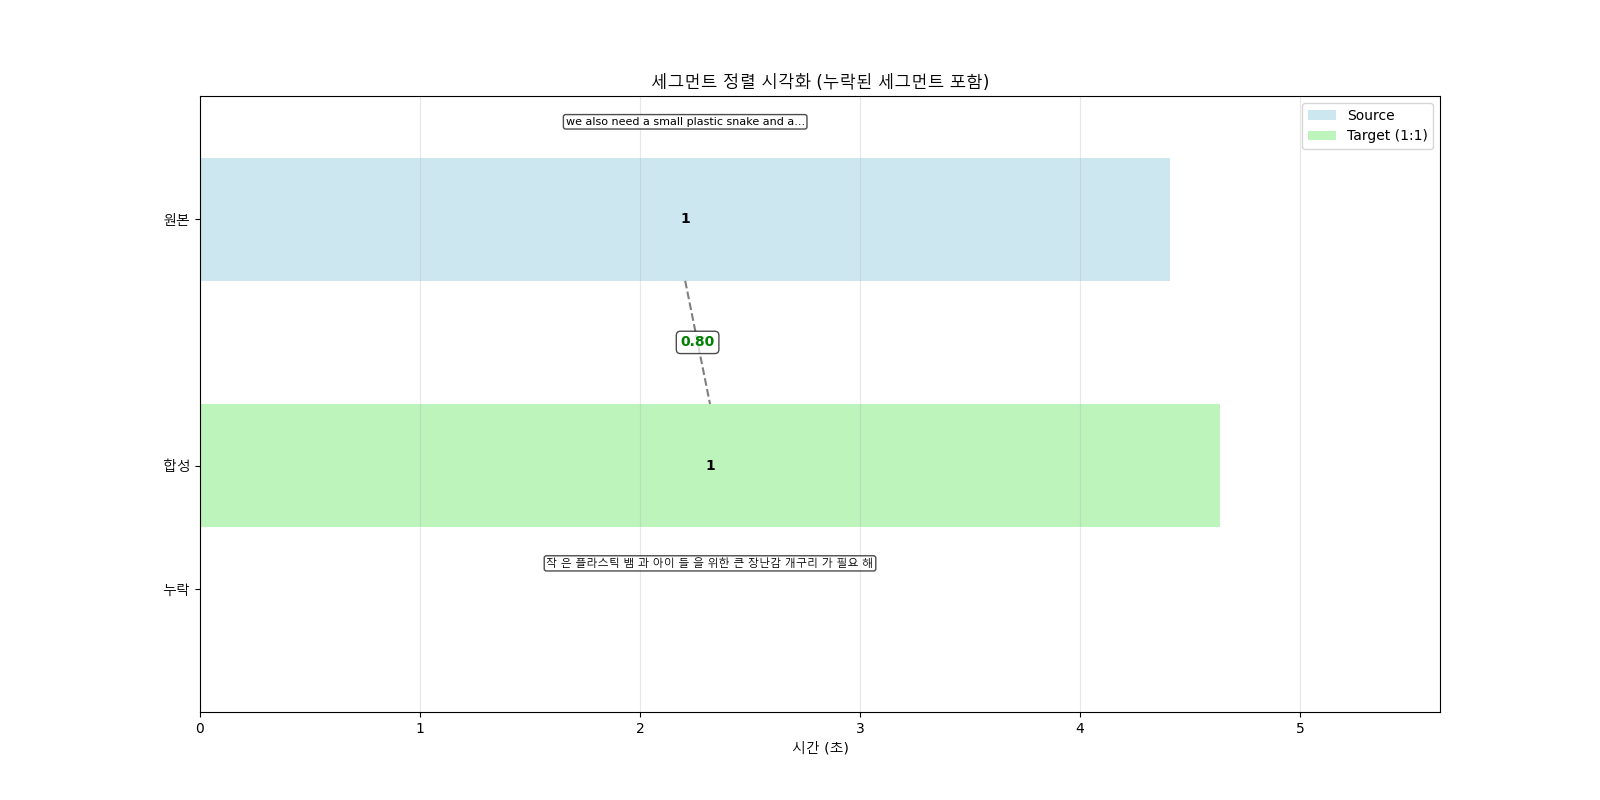 세그먼트 정렬 시각화 (누락된 세그먼트 포함)
we also need a small plastic snake and a...
Source
Target (1:1)
원본
1
0.80
합성
1
작 은 플라스틱 뱀 과 아이 들 을 위한 큰 장난감 개구리 가 필요 해
누락
0 1 2 3 4 5
시간 (초)